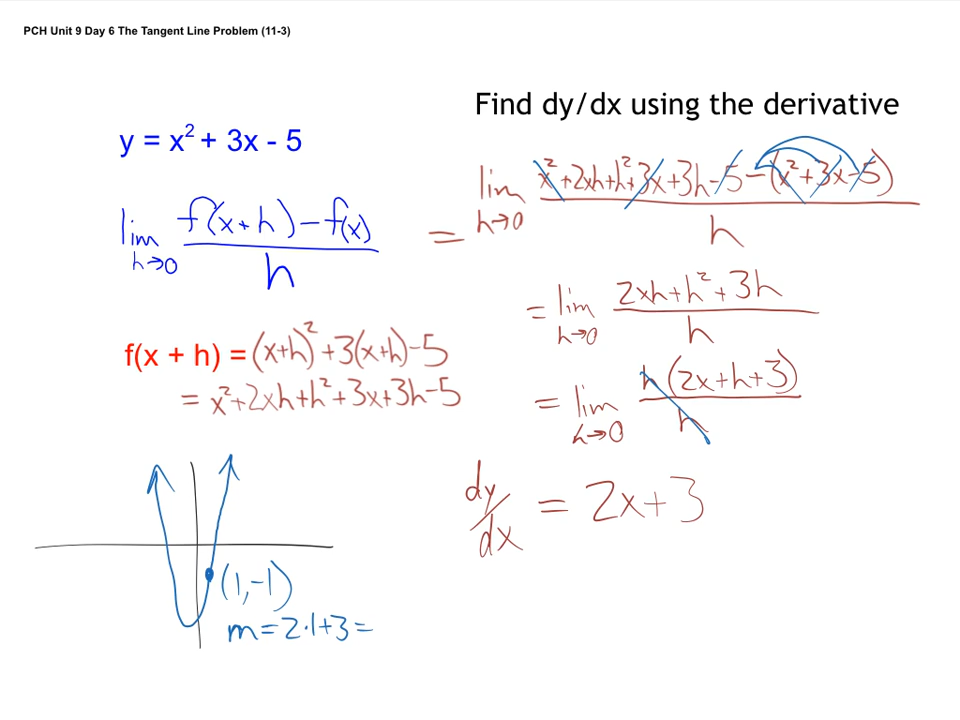 PCH Unit 9 Day 6 The Tangent Line Problem (11-3)
Find dy/dx using the derivative
y = x² + 3x - 5
lim h→0 f(x+h) - f(x) / h
= lim h→0 x² + 2xh + h² + 3x + 3h - 5 - (x² + 3x - 5) / h
= lim h→0 2xh + h² + 3h / h
f(x + h) = (x+h)² + 3(x+h) - 5
= x² + 2xh + h² + 3x + 3h - 5
= lim h→0 h(2x + h + 3) / h
dy/dx = 2x + 3
(1, -1)
m = 2·1 + 3 =